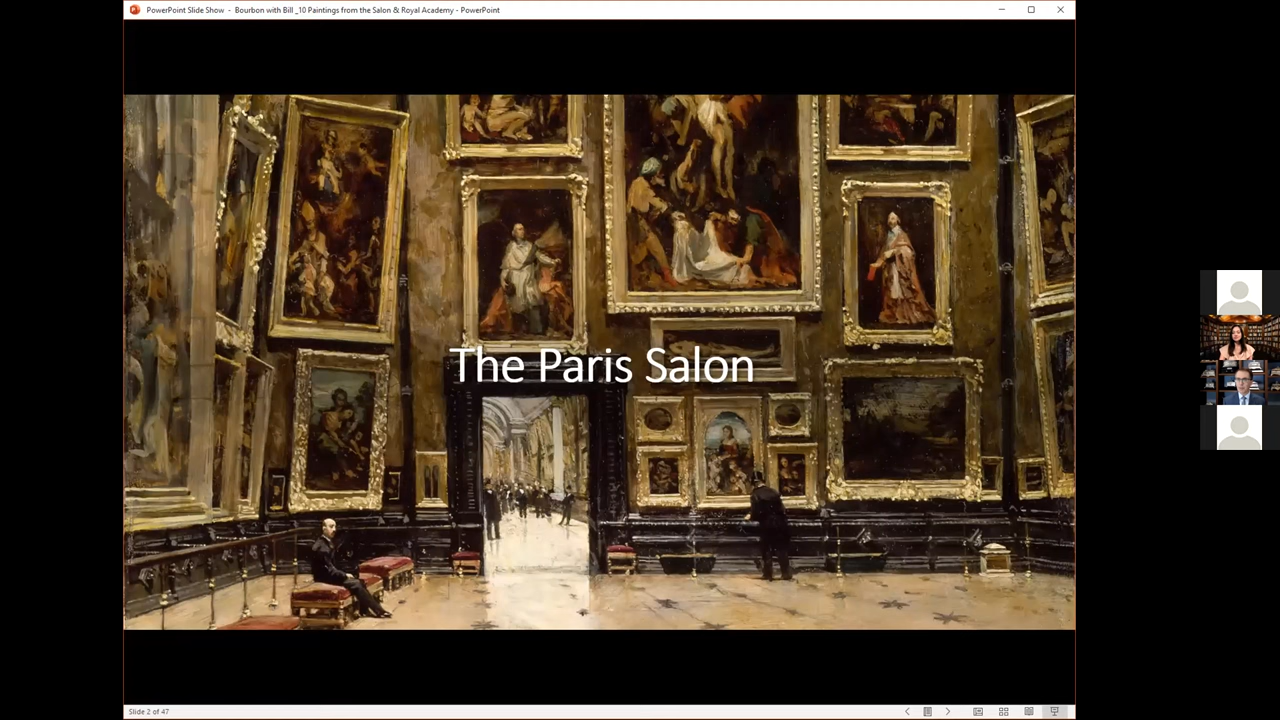 PowerPoint Slide Show - Bourbon with Bill _10 Paintings from the Salon & Royal Academy - PowerPoint
The Paris Salon
Slide 2 of 47